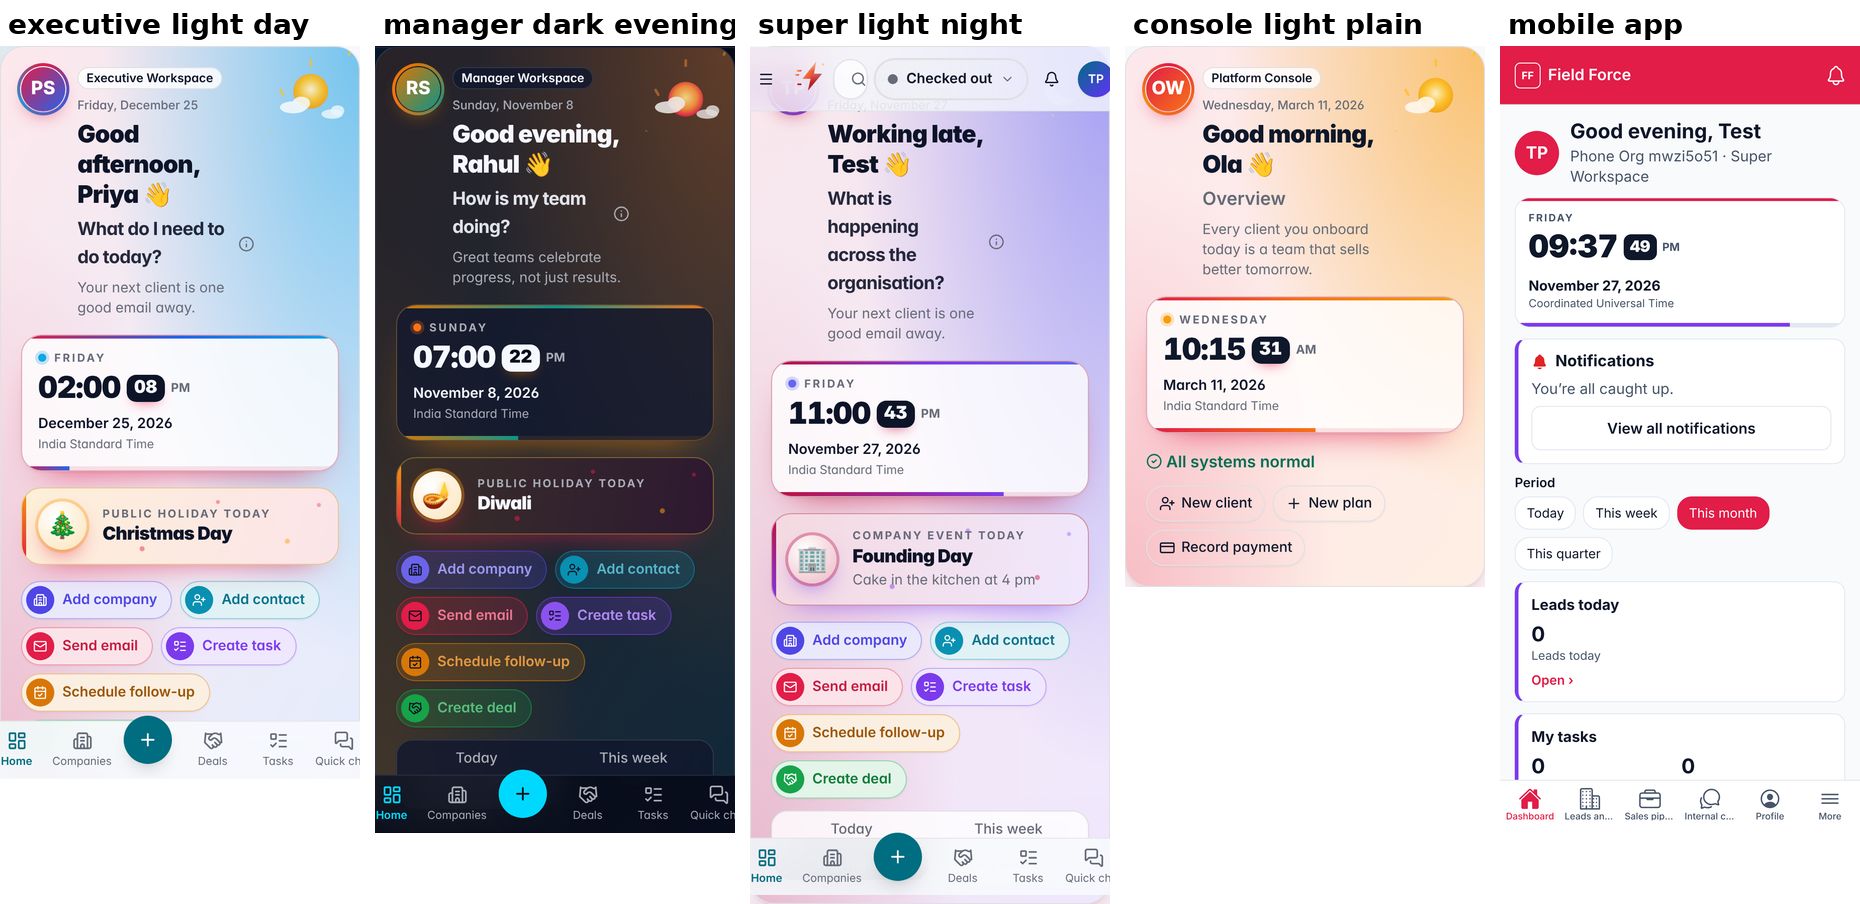 executive light day
PS
Executive Workspace
Friday, December 25
Good
afternoon,
Priya 👋
What do I need to
do today?
Your next client is one
good email away.
FRIDAY
02:00 08 PM
December 25, 2026
India Standard Time
PUBLIC HOLIDAY TODAY
Christmas Day
Add company
Add contact
Send email
Create task
Schedule follow-up
Home
Companies
Deals
Tasks
Quick ch
manager dark evening
RS
Manager Workspace
Sunday, November 8
Good evening,
Rahul 👋
How is my team
doing?
Great teams celebrate
progress, not just results.
SUNDAY
07:00 22 PM
November 8, 2026
India Standard Time
PUBLIC HOLIDAY TODAY
Diwali
Add company
Add contact
Send email
Create task
Schedule follow-up
Create deal
Today
This week
Home
Companies
Deals
Tasks
Quick ch
super light night
Checked out
TP
Friday, November 27
Working late,
Test 👋
What is
happening
across the
organisation?
Your next client is one
good email away.
FRIDAY
11:00 43 PM
November 27, 2026
India Standard Time
COMPANY EVENT TODAY
Founding Day
Cake in the kitchen at 4 pm
Add company
Add contact
Send email
Create task
Schedule follow-up
Create deal
Today
This week
Home
Companies
Deals
Tasks
Quick ch
console light plain
OW
Platform Console
Wednesday, March 11, 2026
Good morning,
Ola 👋
Overview
Every client you onboard
today is a team that sells
better tomorrow.
WEDNESDAY
10:15 31 AM
March 11, 2026
India Standard Time
All systems normal
New client
New plan
Record payment
mobile app
FF Field Force
TP
Good evening, Test
Phone Org mwzi5o51 · Super
Workspace
FRIDAY
09:37 49 PM
November 27, 2026
Coordinated Universal Time
Notifications
You're all caught up.
View all notifications
Period
Today
This week
This month
This quarter
Leads today
0
Leads today
Open ›
My tasks
0
0
Dashboard
Leads an...
Sales pip...
Internal c...
Profile
More